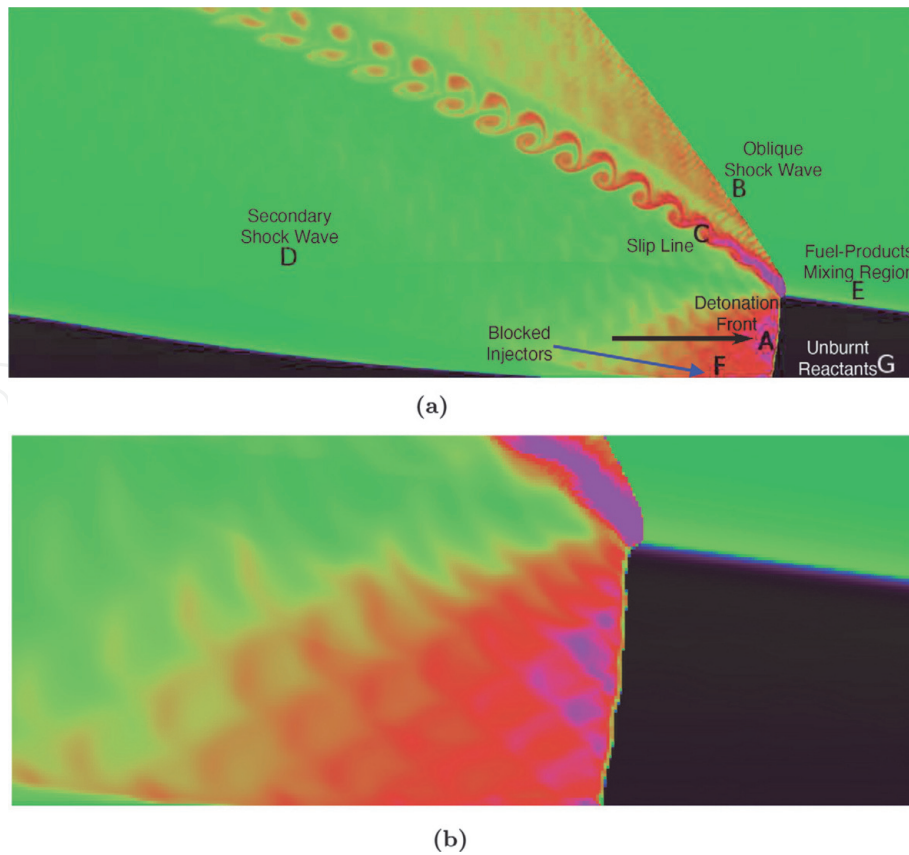 Oblique
Shock Wave
B
Secondary
Shock Wave
D
C
Slip Line
Fuel-Products
Mixing Region
E
Detonation
Front
A
Blocked
Injectors
F
Unburnt
Reactants G
(a)
(b)